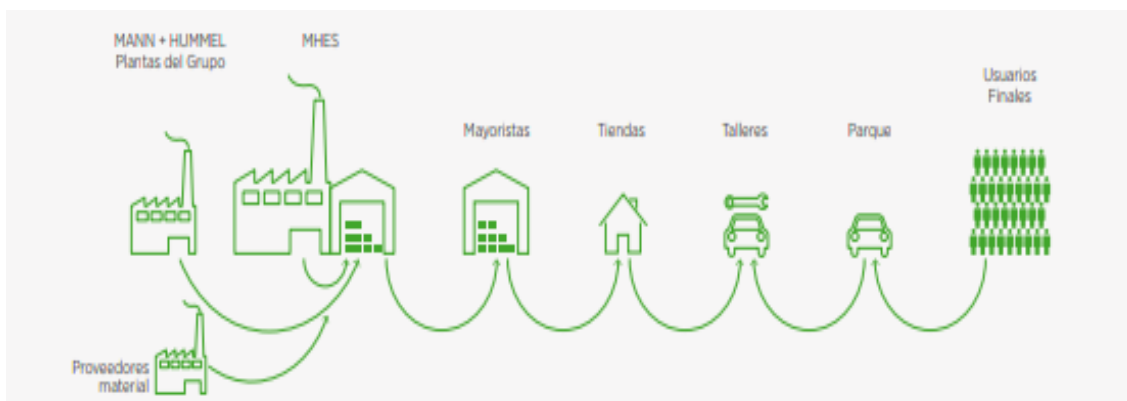 MANN + HUMMEL
Plantas del Grupo
MHES
Mayoristas
Tiendas
Talleres
Parque
Usuarios
Finales
Proveedores
material